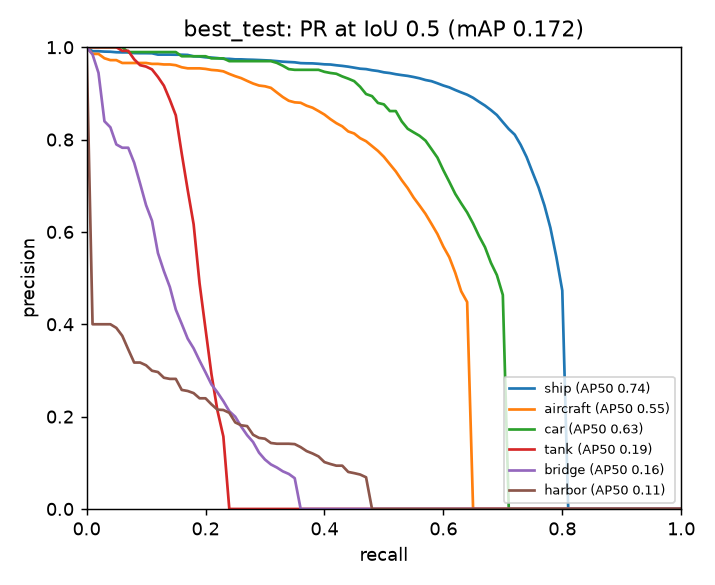 best_test: PR at IoU 0.5 (mAP 0.172)
1.0
0.8
0.6
0.4
0.2
0.0
precision
0.0 0.2 0.4 0.6 0.8 1.0
recall
ship (AP50 0.74)
aircraft (AP50 0.55)
car (AP50 0.63)
tank (AP50 0.19)
bridge (AP50 0.16)
harbor (AP50 0.11)